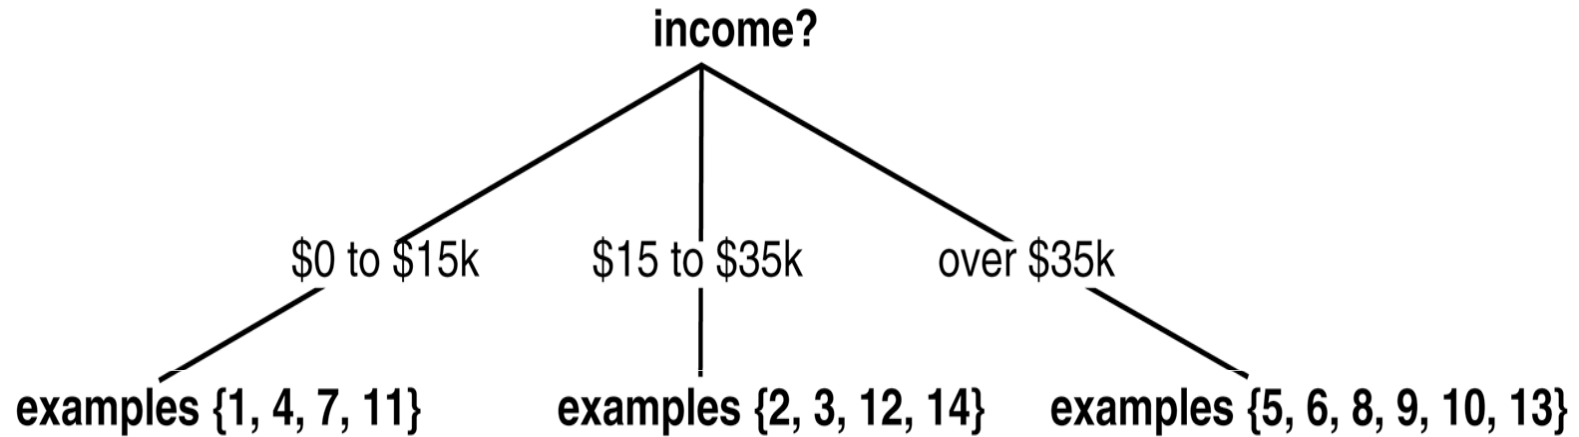 income?
$0 to $15k $15 to $35k over $35k
examples {1, 4, 7, 11} examples {2, 3, 12, 14} examples {5, 6, 8, 9, 10, 13}